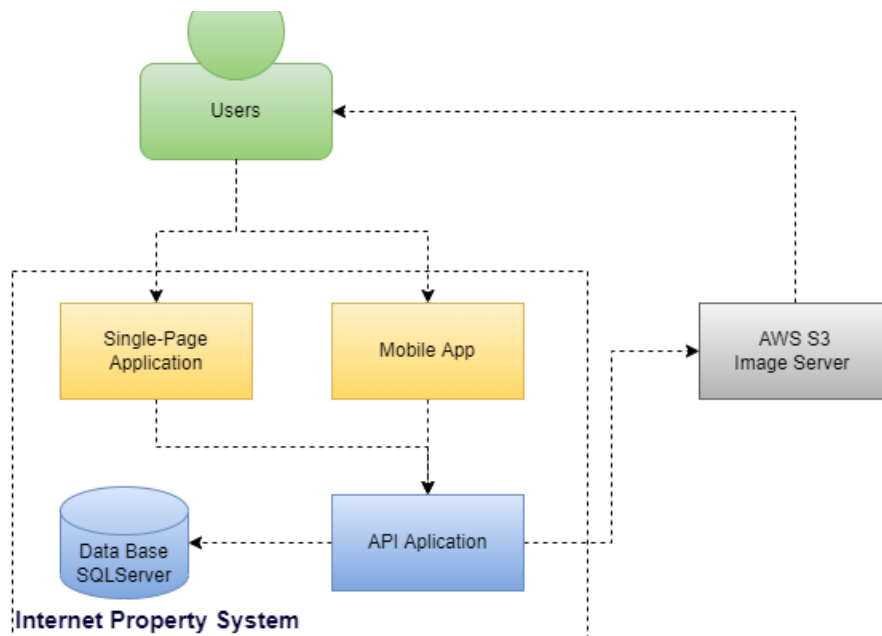 Users
Single-Page
Application
Mobile App
AWS S3
Image Server
Data Base
SQLServer
API Aplication
Internet Property System